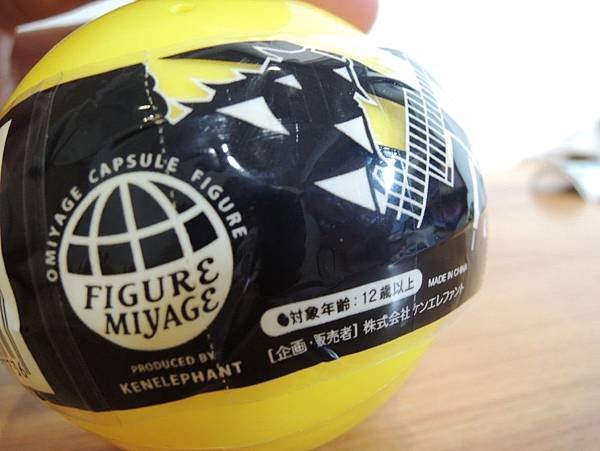 OMIYAGE CAPSULE FIGURE
FIGURE
MIYAGE
PRODUCED BY
KENELEPHANT
●対象年齢：12歳以上
MADE IN CHINA
[企画・販売者] 株式会社ケンエレファント